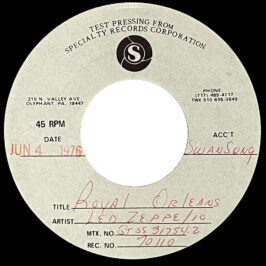 TEST PRESSING FROM
SPECIALTY RECORDS CORPORATION
S
210 N. VALLEY AVE.
OLYPHANT, PA. 18447
PHONE
(717) 489-4717
TWX 510 656-3649
45 RPM
DATE
ACC'T
JUN 4 1976
SWANSONG
TITLE ROYAL ORLEANS
ARTIST LED ZEPPELIN
MTX. NO. ST SS 31754-2
REC. NO. 70110